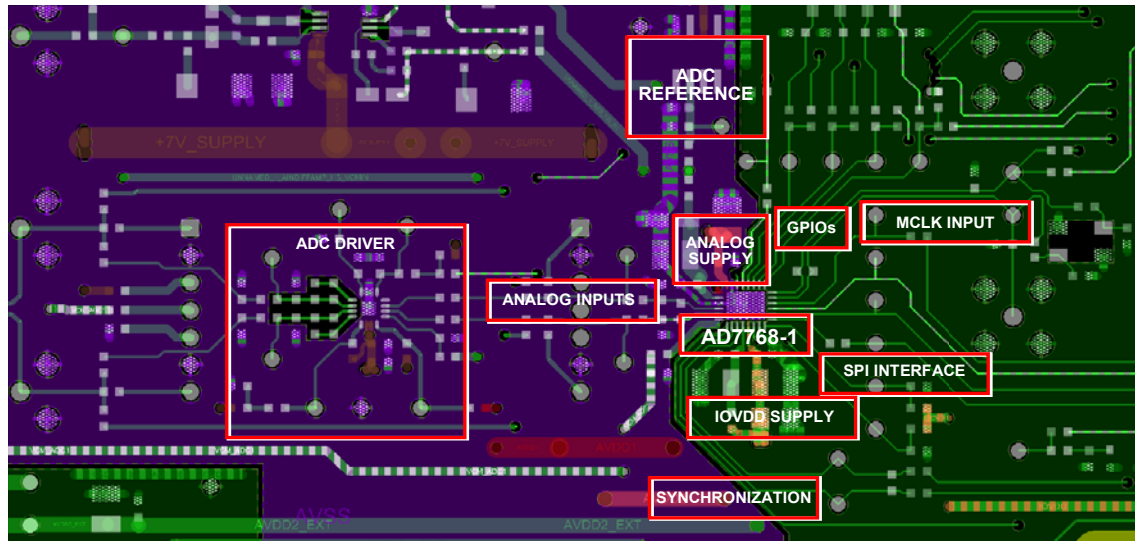 ADC
REFERENCE
+7V_SUPPLY
+7V_SUPPLY
GPIOs
MCLK INPUT
ADC DRIVER
ANALOG
SUPPLY
ANALOG INPUTS
AD7768-1
SPI INTERFACE
IOVDD SUPPLY
SYNCHRONIZATION
AVSS
AVDD2_EXT
AVDD2_EXT